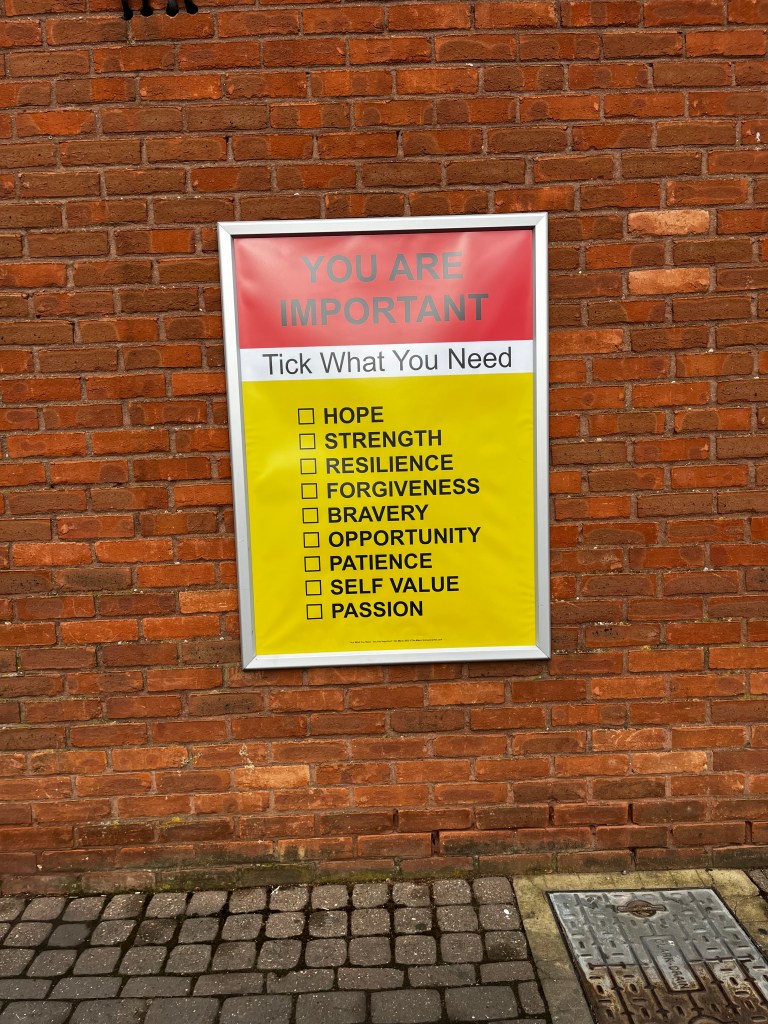 YOU ARE
IMPORTANT
Tick What You Need
☐ HOPE
☐ STRENGTH
☐ RESILIENCE
☐ FORGIVENESS
☐ BRAVERY
☐ OPPORTUNITY
☐ PATIENCE
☐ SELF VALUE
☐ PASSION